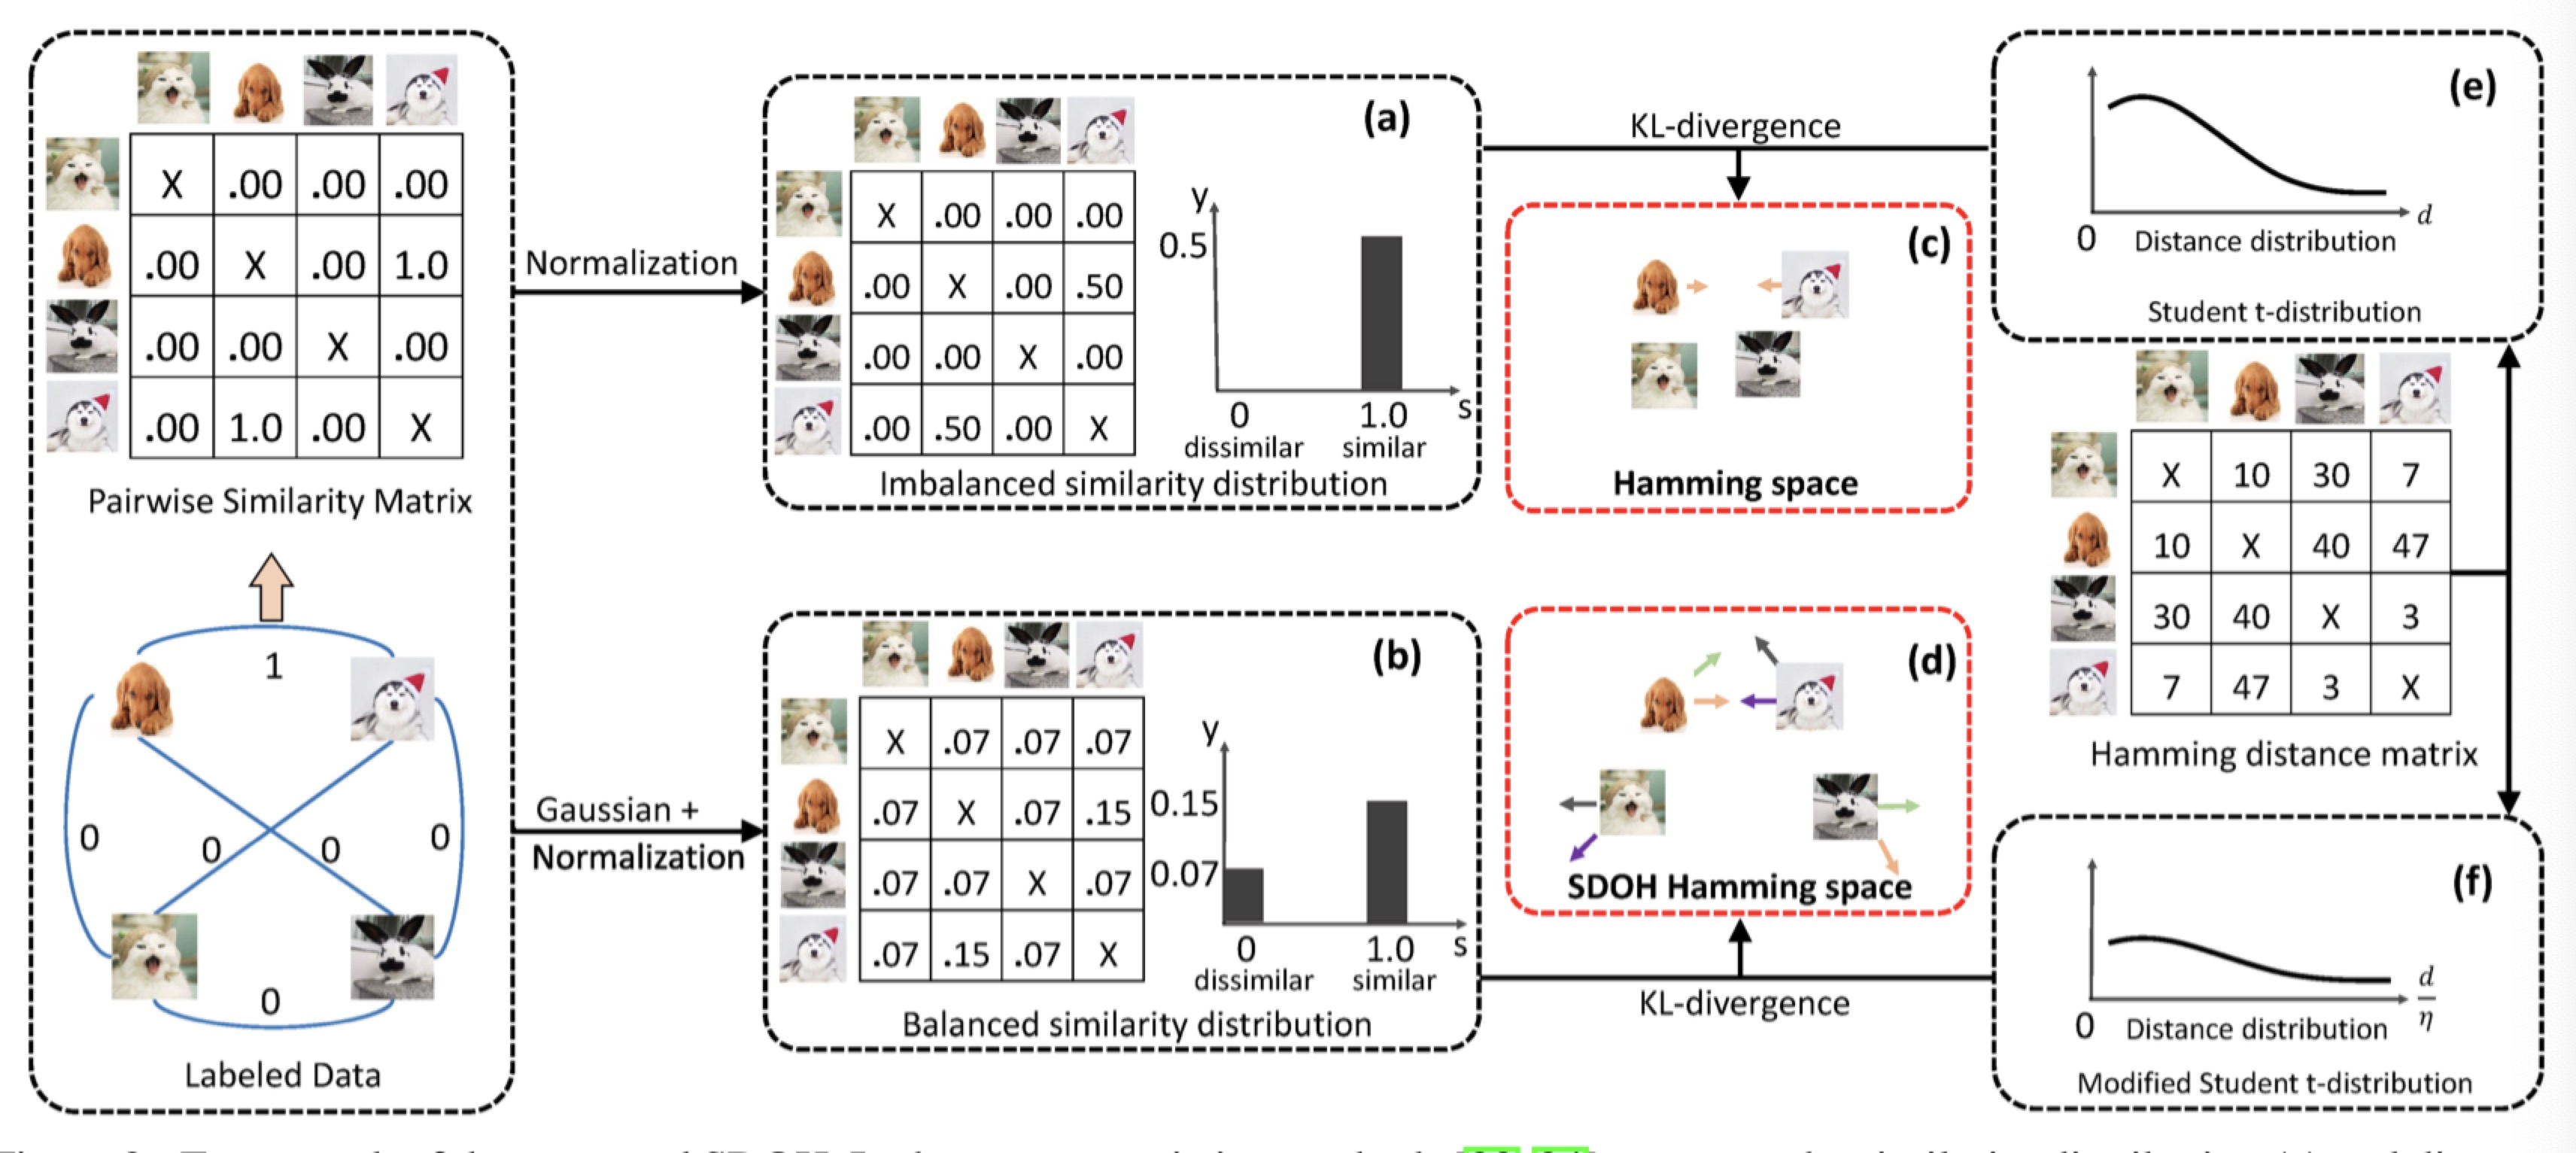 X .00 .00 .00
.00 X .00 1.0
.00 .00 X .00
.00 1.0 .00 X
Pairwise Similarity Matrix
1
0
0
0
0
0
Labeled Data
Normalization
Gaussian +
Normalization
(a)
X .00 .00 .00
.00 X .00 .50
.00 .00 X .00
.00 .50 .00 X
y
0.5
0
1.0
s
dissimilar
similar
Imbalanced similarity distribution
(b)
X .07 .07 .07
.07 X .07 .15
.07 .07 X .07
.07 .15 .07 X
y
0.15
0.07
0
1.0
s
dissimilar
similar
Balanced similarity distribution
KL-divergence
(c)
Hamming space
(d)
SDOH Hamming space
KL-divergence
(e)
d
0
Distance distribution
Student t-distribution
X 10 30 7
10 X 40 47
30 40 X 3
7 47 3 X
Hamming distance matrix
(f)
d
η
0
Distance distribution
Modified Student t-distribution